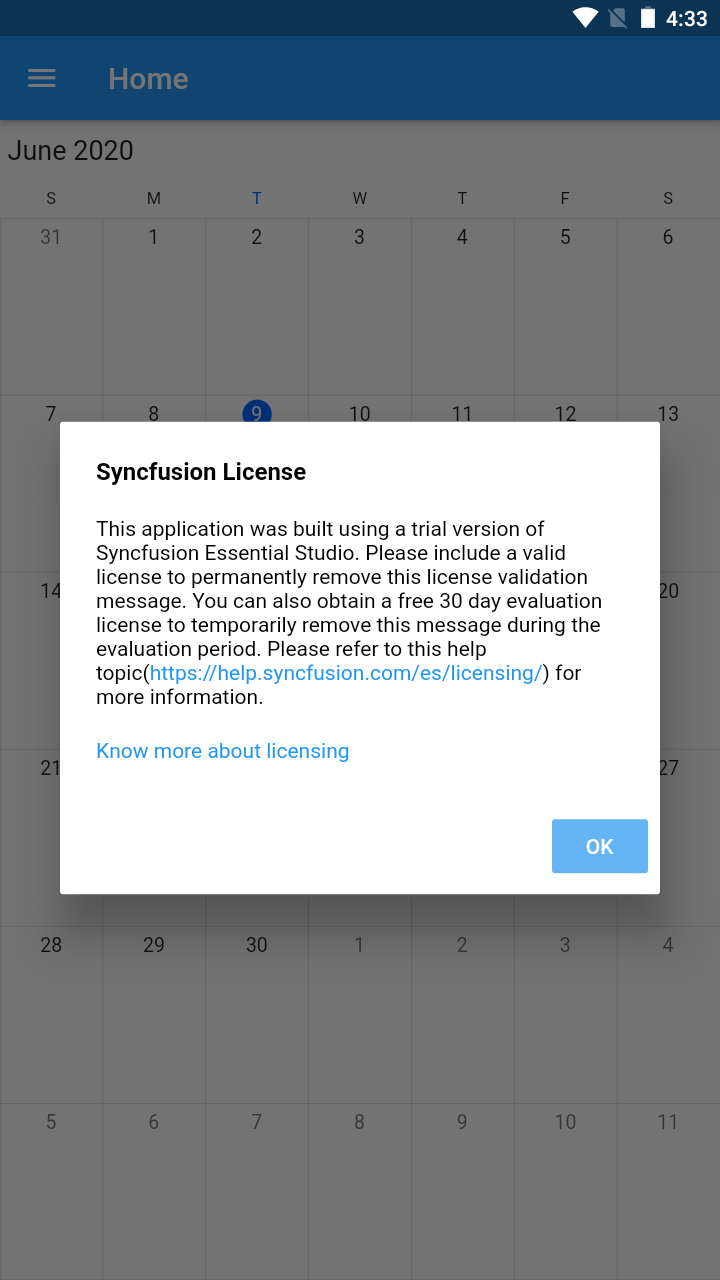 4:33
Home
June 2020
S M T W T F S
31 1 2 3 4 5 6
7 8 9 10 11 12 13
Syncfusion License
This application was built using a trial version of
Syncfusion Essential Studio. Please include a valid
license to permanently remove this license validation
14 message. You can also obtain a free 30 day evaluation 20
license to temporarily remove this message during the
evaluation period. Please refer to this help
topic(https://help.syncfusion.com/es/licensing/) for
more information.
Know more about licensing
21 27
OK
28 29 30 1 2 3 4
5 6 7 8 9 10 11